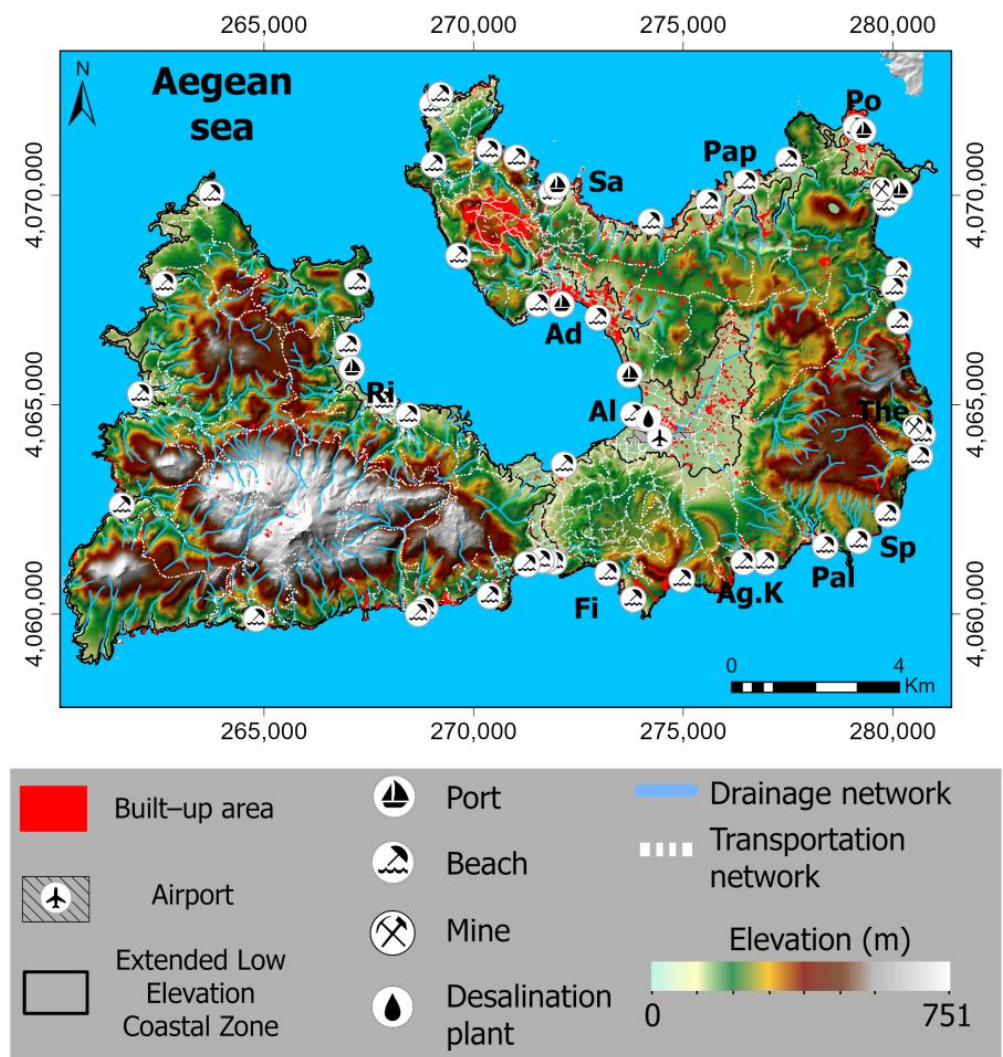 265,000 270,000 275,000 280,000
N
Aegean
sea
4,070,000
4,065,000
4,060,000
Po
Pap
Sa
Ad
Ri
Al
The
Sp
Pal
Ag.K
Fi
4,070,000
4,065,000
4,060,000
0 4
Km
265,000 270,000 275,000 280,000
Built–up area
Airport
Extended Low
Elevation
Coastal Zone
Port
Beach
Mine
Desalination
plant
Drainage network
Transportation
network
Elevation (m)
0 751